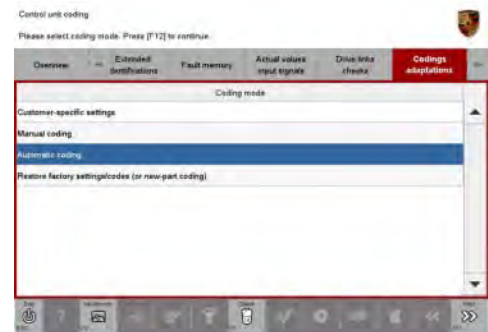 Control unit coding
Please select coding mode. Press [F12] to continue.
Overview
Extended
identifications
Fault memory
Actual values
input signals
Drive links
checks
Codings
adaptations
Coding mode
Customer-specific settings
Manual coding
Automatic coding
Restore factory settings/codes (or new-part coding)